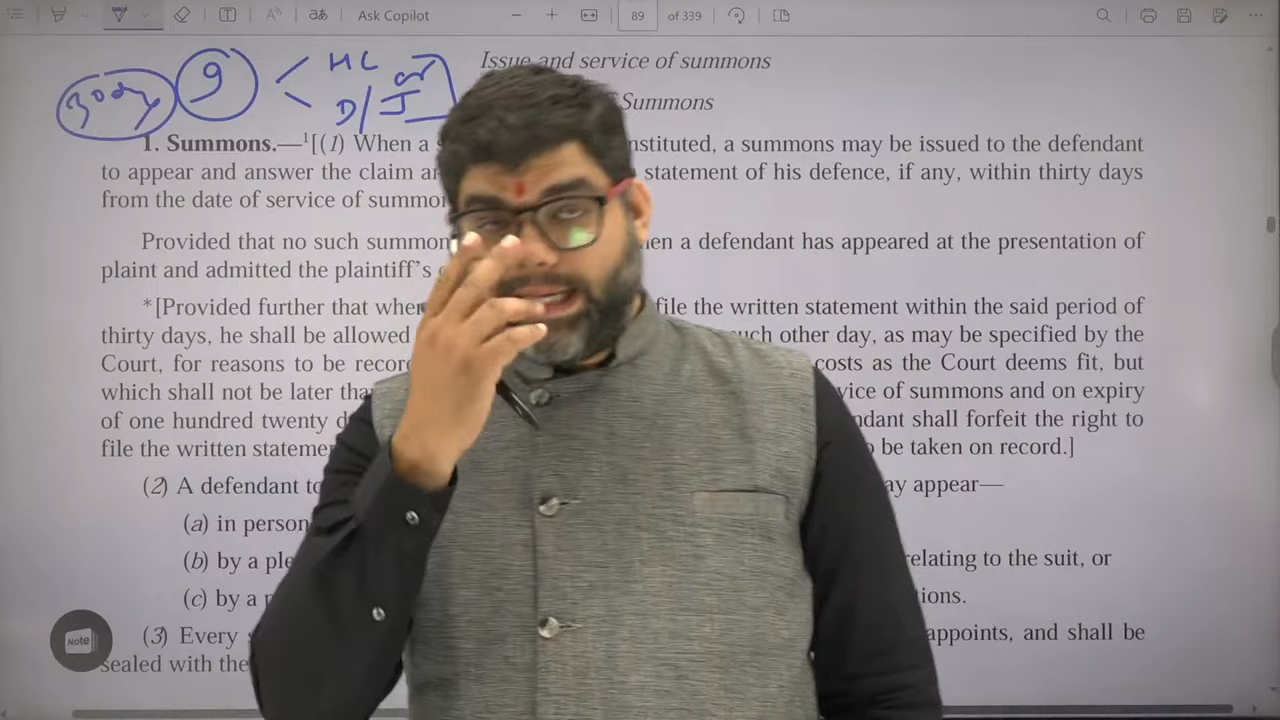 Ask Copilot
89 of 339
Issue and service of summons
Summons
Body 9 HC
D/J or
1. Summons.—¹[(1) When a s nstituted, a summons may be issued to the defendant
to appear and answer the claim an statement of his defence, if any, within thirty days
from the date of service of summo
Provided that no such summon en a defendant has appeared at the presentation of
plaint and admitted the plaintiff's
*[Provided further that wher file the written statement within the said period of
thirty days, he shall be allowed uch other day, as may be specified by the
Court, for reasons to be recor costs as the Court deems fit, but
which shall not be later tha vice of summons and on expiry
of one hundred twenty d ndant shall forfeit the right to
file the written stateme o be taken on record.]
(2) A defendant to ay appear—
(a) in person
(b) by a ple relating to the suit, or
(c) by a p tions.
(3) Every s appoints, and shall be
sealed with the
Note